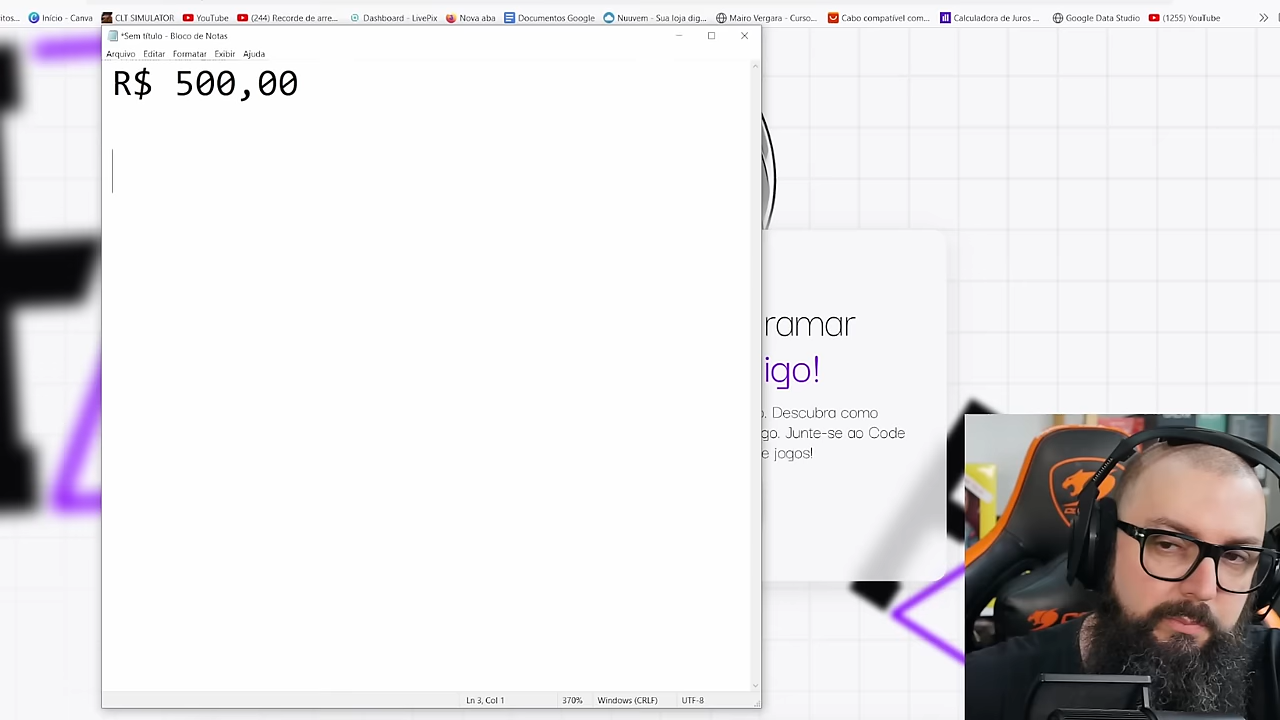 itos...
Início - Canva
CLT SIMULATOR
YouTube
(244) Recorde de arre...
Dashboard - LivePix
Nova aba
Documentos Google
Nuuvem - Sua loja dig...
Mairo Vergara - Curso...
Cabo compatível com...
Calculadora de Juros ...
Google Data Studio
(1255) YouTube
*Sem título - Bloco de Notas
Arquivo Editar Formatar Exibir Ajuda
R$ 500,00
ramar
igo!
o. Descubra como
go. Junte-se ao Code
e jogos!
Ln 3, Col 1
370%
Windows (CRLF)
UTF-8